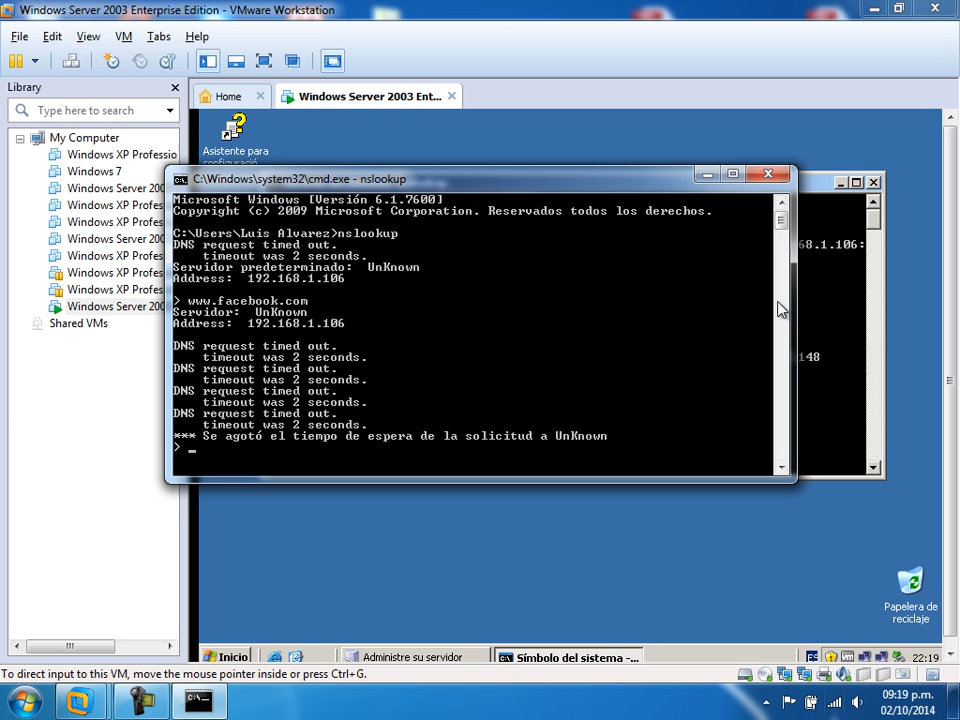 Windows Server 2003 Enterprise Edition - VMware Workstation
File Edit View VM Tabs Help
Library
Type here to search
Home
Windows Server 2003 Ent...
My Computer
Windows XP Professio
Windows 7
Windows Server 200
Windows XP Profes
Windows XP Profes
Windows Server 200
Windows XP Profes
Windows XP Profes
Windows XP Profes
Windows Server 200
Shared VMs
Asistente para
configuració
C:\Windows\system32\cmd.exe - nslookup
Microsoft Windows [Versión 6.1.7600]
Copyright (c) 2009 Microsoft Corporation. Reservados todos los derechos.
C:\Users\Luis Alvarez>nslookup
DNS request timed out.
timeout was 2 seconds.
Servidor predeterminado: UnKnown
Address: 192.168.1.106
> www.facebook.com
Servidor: UnKnown
Address: 192.168.1.106
DNS request timed out.
timeout was 2 seconds.
DNS request timed out.
timeout was 2 seconds.
DNS request timed out.
timeout was 2 seconds.
DNS request timed out.
timeout was 2 seconds.
*** Se agotó el tiempo de espera de la solicitud a UnKnown
> _
68.1.106:
148
Papelera de
reciclaje
Inicio
Administre su servidor
Símbolo del sistema -...
ES
22:19
To direct input to this VM, move the mouse pointer inside or press Ctrl+G.
09:19 p.m.
02/10/2014